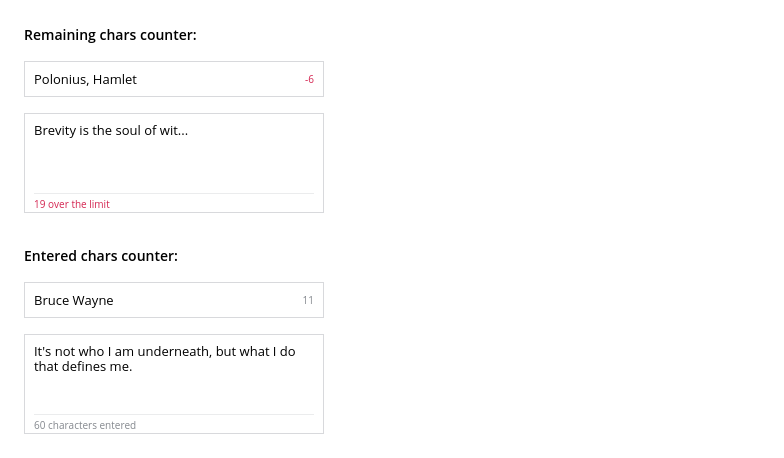 Remaining chars counter:
Polonius, Hamlet -6
Brevity is the soul of wit...
19 over the limit
Entered chars counter:
Bruce Wayne 11
It's not who I am underneath, but what I do
that defines me.
60 characters entered